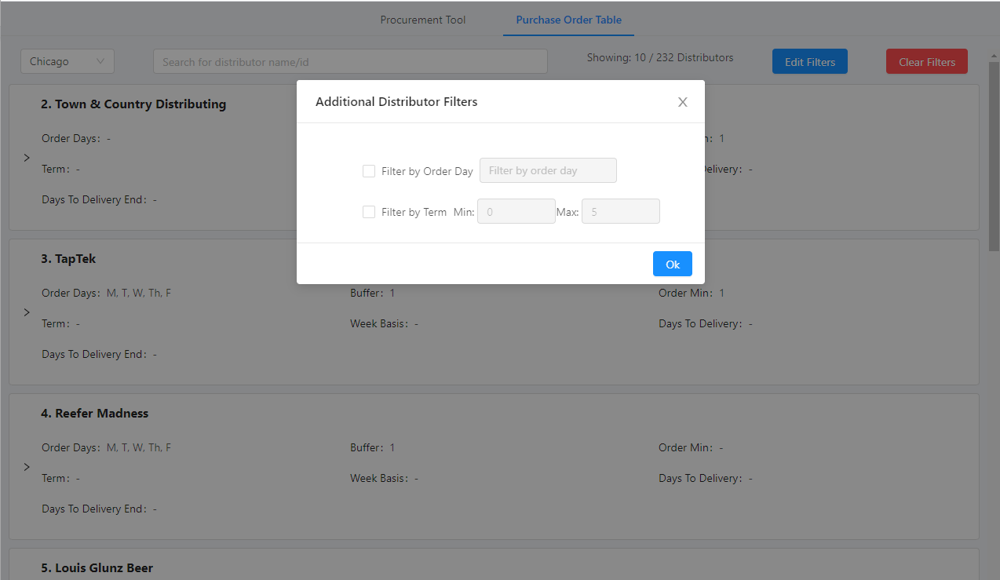 Procurement Tool Purchase Order Table
Chicago Search for distributor name/id Showing: 10 / 232 Distributors Edit Filters Clear Filters
Additional Distributor Filters
Filter by Order Day Filter by order day
Filter by Term Min: 0 Max: 5
Ok
2. Town & Country Distributing
Order Days: - 1
Term: - -
Days To Delivery End: -
3. TapTek
Order Days: M, T, W, Th, F Buffer: 1 Order Min: 1
Term: - Week Basis: - Days To Delivery: -
Days To Delivery End: -
4. Reefer Madness
Order Days: M, T, W, Th, F Buffer: 1 Order Min: -
Term: - Week Basis: - Days To Delivery: -
Days To Delivery End: -
5. Louis Glunz Beer